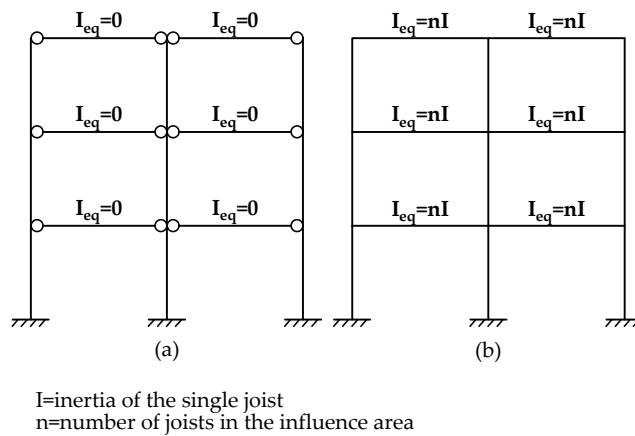 I_eq=0 I_eq=0 I_eq=nI I_eq=nI
I_eq=0 I_eq=0 I_eq=nI I_eq=nI
I_eq=0 I_eq=0 I_eq=nI I_eq=nI
(a) (b)
I=inertia of the single joist
n=number of joists in the influence area